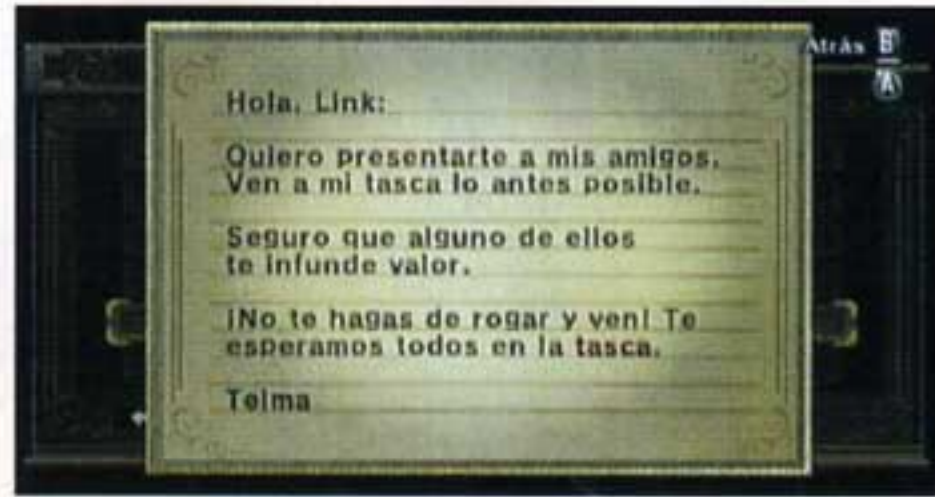 Atrás B
A
Hola, Link:
Quiero presentarte a mis amigos.
Ven a mi tasca lo antes posible.
Seguro que alguno de ellos
te infunde valor.
¡No te hagas de rogar y ven! Te
esperamos todos en la tasca.
Telma